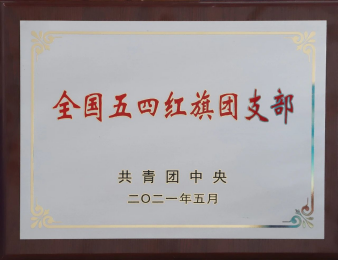 全国五四红旗团支部
共青团中央
二〇二一年五月